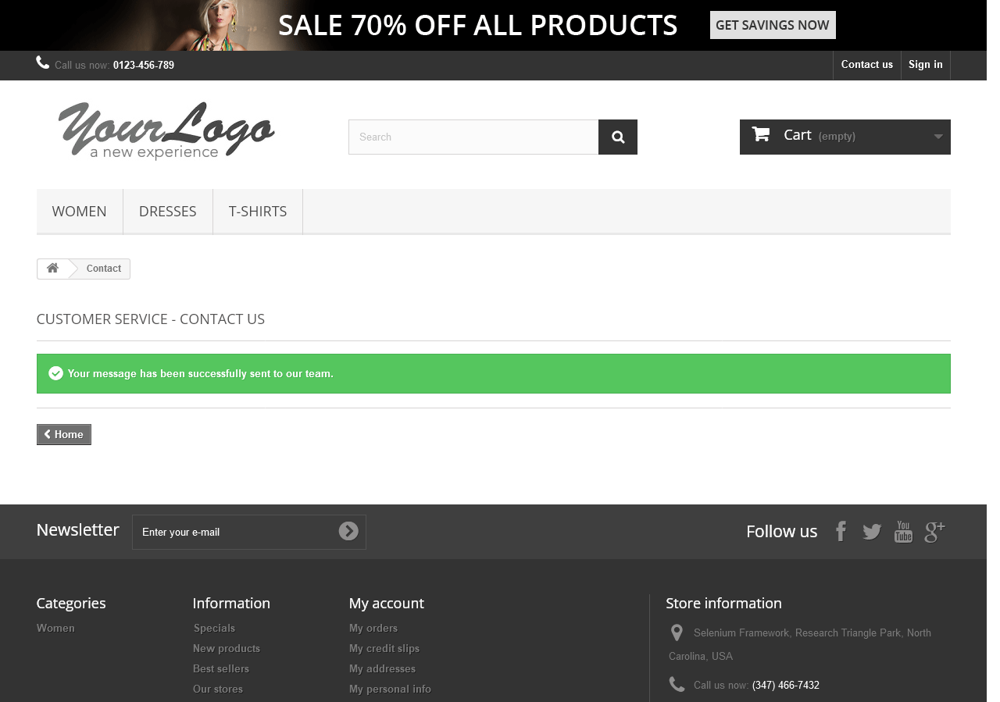 SALE 70% OFF ALL PRODUCTS GET SAVINGS NOW
Call us now: 0123-456-789 Contact us Sign in
YourLogo
a new experience
Search
Cart (empty)
WOMEN DRESSES T-SHIRTS
Contact
CUSTOMER SERVICE - CONTACT US
Your message has been successfully sent to our team.
Home
Newsletter Enter your e-mail Follow us You Tube g+
Categories
Women
Information
Specials
New products
Best sellers
Our stores
My account
My orders
My credit slips
My addresses
My personal info
Store information
Selenium Framework, Research Triangle Park, North
Carolina, USA
Call us now: (347) 466-7432